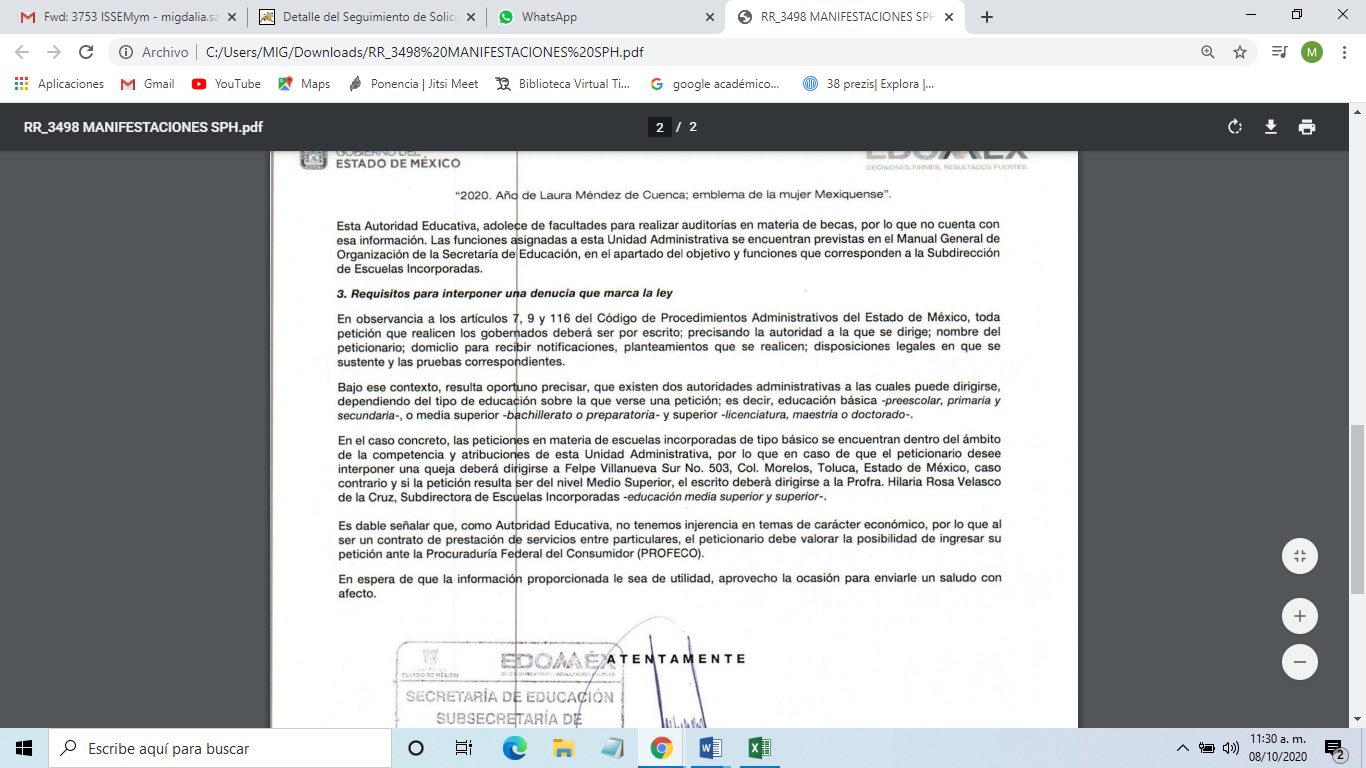 Fwd: 3753 ISSEMym - migdalia.sa
Detalle del Seguimiento de Solici
WhatsApp
RR_3498 MANIFESTACIONES SPH
Archivo
C:/Users/MIG/Downloads/RR_3498%20MANIFESTACIONES%20SPH.pdf
M
Aplicaciones
Gmail
YouTube
Maps
Ponencia | Jitsi Meet
Biblioteca Virtual Ti...
google académico...
38 prezis| Explora |...
RR_3498 MANIFESTACIONES SPH.pdf
2 / 2
GOBIERNO DEL
ESTADO DE MÉXICO
EDOMEX
DECISIONES FIRMES, RESULTADOS FUERTES.
“2020. Año de Laura Méndez de Cuenca; emblema de la mujer Mexiquense”.
Esta Autoridad Educativa, adolece de facultades para realizar auditorías en materia de becas, por lo que no cuenta con
esa información. Las funciones asignadas a esta Unidad Administrativa se encuentran previstas en el Manual General de
Organización de la Secretaría de Educación, en el apartado del objetivo y funciones que corresponden a la Subdirección
de Escuelas Incorporadas.
3. Requisitos para interponer una denucia que marca la ley
En observancia a los artículos 7, 9 y 116 del Código de Procedimientos Administrativos del Estado de México, toda
petición que realicen los gobernados deberá ser por escrito; precisando la autoridad a la que se dirige; nombre del
peticionario; domicilio para recibir notificaciones, planteamientos que se realicen; disposiciones legales en que se
sustente y las pruebas correspondientes.
Bajo ese contexto, resulta oportuno precisar, que existen dos autoridades administrativas a las cuales puede dirigirse,
dependiendo del tipo de educación sobre la que verse una petición; es decir, educación básica -preescolar, primaria y
secundaria-, o media superior -bachillerato o preparatoria- y superior -licenciatura, maestria o doctorado-.
En el caso concreto, las peticiones en materia de escuelas incorporadas de tipo básico se encuentran dentro del ámbito
de la competencia y atribuciones de esta Unidad Administrativa, por lo que en caso de que el peticionario desee
interponer una queja deberá dirigirse a Felpe Villanueva Sur No. 503, Col. Morelos, Toluca, Estado de México, caso
contrario y si la petición resulta ser del nivel Medio Superior, el escrito deberà dirigirse a la Profra. Hilaria Rosa Velasco
de la Cruz, Subdirectora de Escuelas Incorporadas -educación media superior y superior-.
Es dable señalar que, como Autoridad Educativa, no tenemos injerencia en temas de carácter económico, por lo que al
ser un contrato de prestación de servicios entre particulares, el peticionario debe valorar la posibilidad de ingresar su
petición ante la Procuraduría Federal del Consumidor (PROFECO).
En espera de que la información proporcionada le sea de utilidad, aprovecho la ocasión para enviarle un saludo con
afecto.
ATENTAMENTE
ESTADO DE MÉXICO
EDOMÉX
SECRETARÍA DE EDUCACIÓN
SUBSECRETARÍA DE
Escribe aquí para buscar
11:30 a. m.
08/10/2020
2